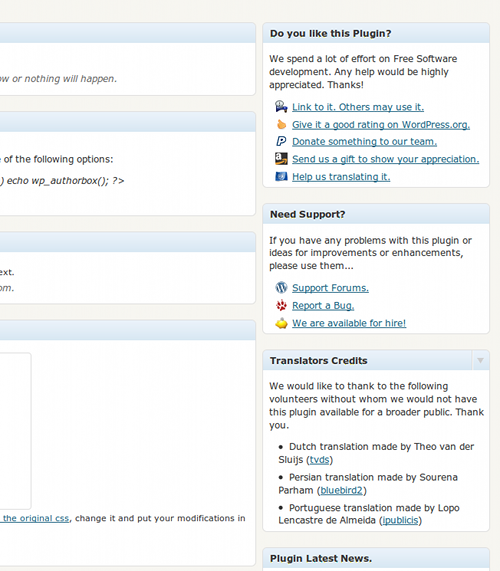 ow or nothing will happen.
e of the following options:
) echo wp_authorbox(); ?>
ext.
om.
the original css, change it and put your modifications in
Do you like this Plugin?
We spend a lot of effort on Free Software
development. Any help would be highly
appreciated. Thanks!
Link to it. Others may use it.
Give it a good rating on WordPress.org.
Donate something to our team.
Send us a gift to show your appreciation.
Help us translating it.
Need Support?
If you have any problems with this plugin or
ideas for improvements or enhancements,
please use them...
Support Forums.
Report a Bug.
We are available for hire!
Translators Credits
We would like to thank to the following
volunteers without whom we would not have
this plugin available for a broader public. Thank
you.
• Dutch translation made by Theo van der
Sluijs (tvds)
• Persian translation made by Sourena
Parham (bluebird2)
• Portuguese translation made by Lopo
Lencastre de Almeida (ipublicis)
Plugin Latest News.